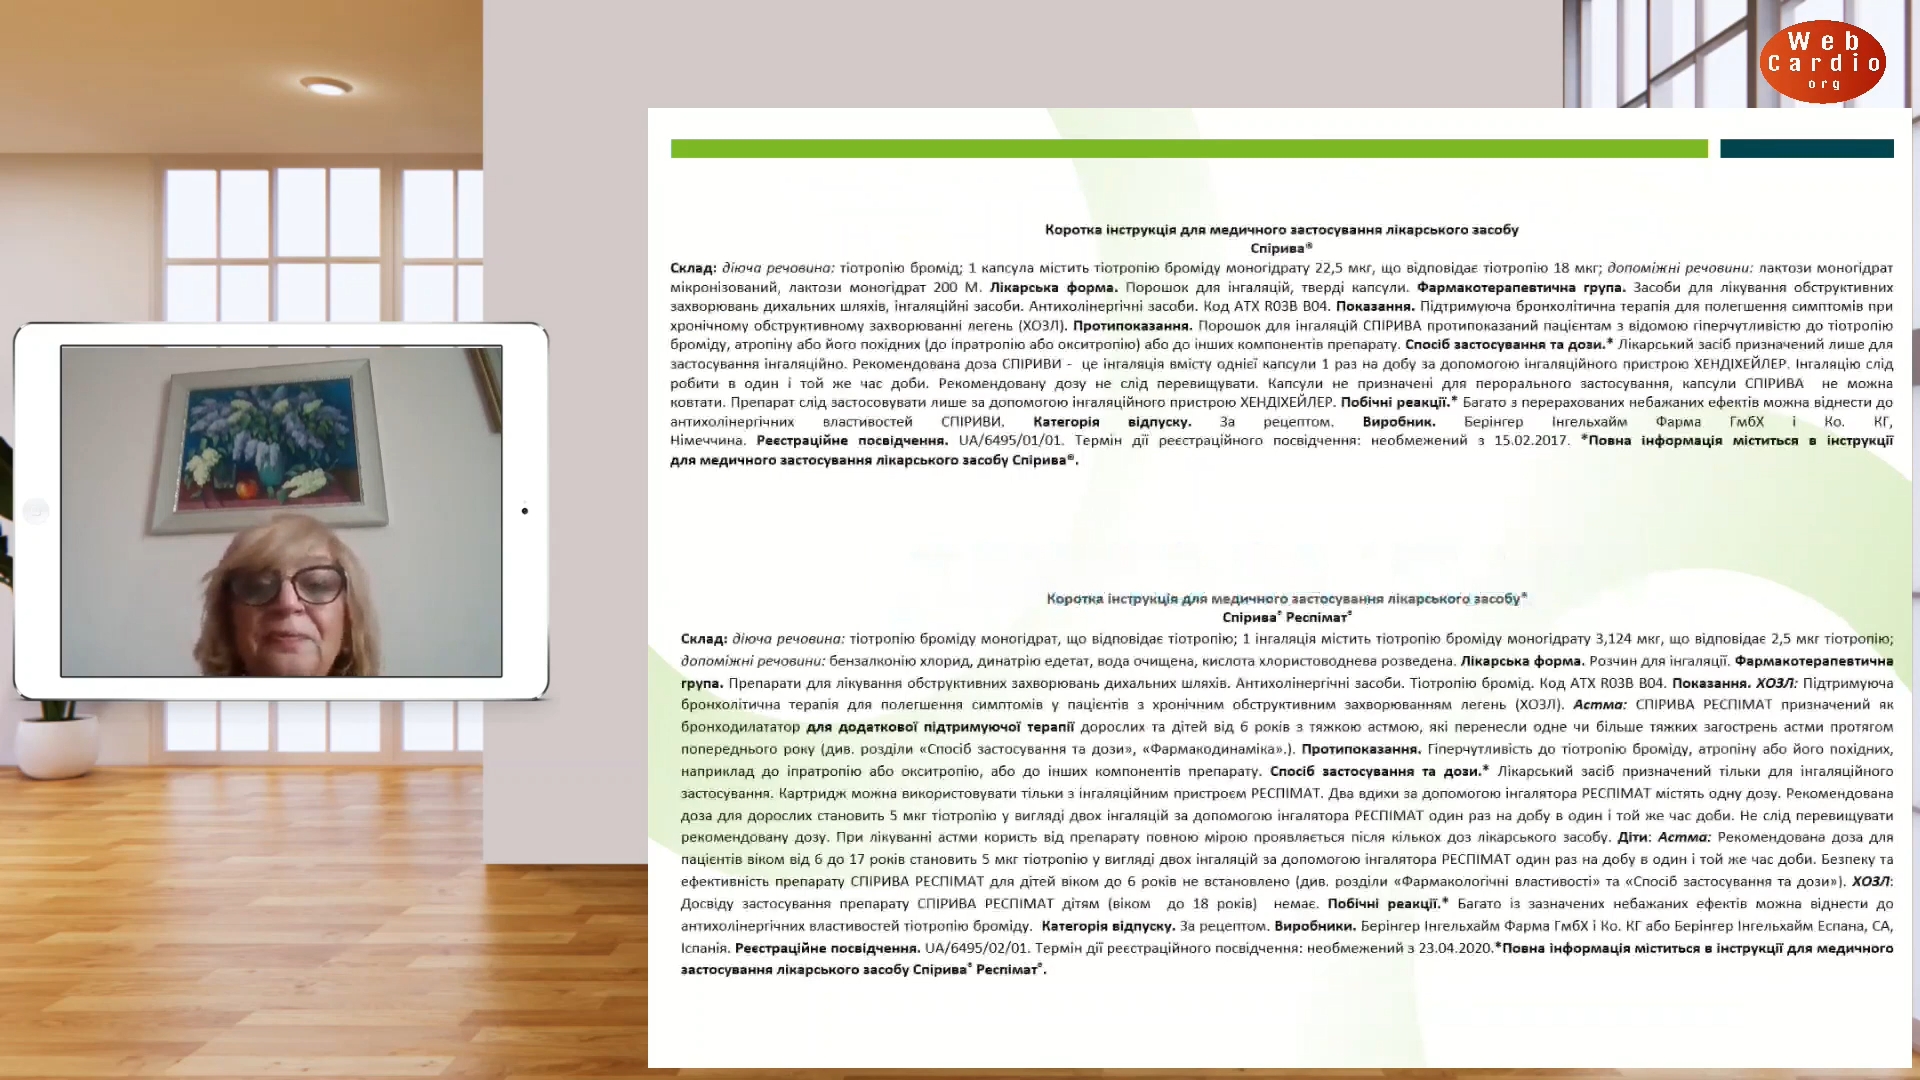 Web
Cardio
org
Коротка інструкція для медичного застосування лікарського засобу
Спірива®
Склад: діюча речовина: тіотропію бромід; 1 капсула містить тіотропію броміду моногідрату 22,5 мкг, що відповідає тіотропію 18 мкг; допоміжні речовини: лактози моногідрат
мікронізований, лактози моногідрат 200 М. Лікарська форма. Порошок для інгаляцій, тверді капсули. Фармакотерапевтична група. Засоби для лікування обструктивних
захворювань дихальних шляхів, інгаляційні засоби. Антихолінергічні засоби. Код АТХ R03B B04. Показання. Підтримуюча бронхолітична терапія для полегшення симптомів при
хронічному обструктивному захворюванні легень (ХОЗЛ). Протипоказання. Порошок для інгаляцій СПІРИВА протипоказаний пацієнтам з відомою гіперчутливістю до тіотропію
броміду, атропіну або його похідних (до іпратропію або окситропію) або до інших компонентів препарату. Спосіб застосування та дози.* Лікарський засіб призначений лише для
застосування інгаляційно. Рекомендована доза СПІРИВИ - це інгаляція вмісту однієї капсули 1 раз на добу за допомогою інгаляційного пристрою ХЕНДІХЕЙЛЕР. Інгаляцію слід
робити в один і той же час доби. Рекомендовану дозу не слід перевищувати. Капсули не призначені для перорального застосування, капсули СПІРИВА не можна
ковтати. Препарат слід застосовувати лише за допомогою інгаляційного пристрою ХЕНДІХЕЙЛЕР. Побічні реакції.* Багато з перерахованих небажаних ефектів можна віднести до
антихолінергічних властивостей СПІРИВИ. Категорія відпуску. За рецептом. Виробник. Берінгер Інгельхайм Фарма ГмбХ і Ко. КГ,
Німеччина. Реєстраційне посвідчення. UA/6495/01/01. Термін дії реєстраційного посвідчення: необмежений з 15.02.2017. *Повна інформація міститься в інструкції
для медичного застосування лікарського засобу Спірива®.
Коротка інструкція для медичного застосування лікарського засобу*
Спірива® Респімат®
Склад: діюча речовина: тіотропію броміду моногідрат, що відповідає тіотропію; 1 інгаляція містить тіотропію броміду моногідрату 3,124 мкг, що відповідає 2,5 мкг тіотропію;
допоміжні речовини: бензалконію хлорид, динатрію едетат, вода очищена, кислота хлористоводнева розведена. Лікарська форма. Розчин для інгаляції. Фармакотерапевтична
група. Препарати для лікування обструктивних захворювань дихальних шляхів. Антихолінергічні засоби. Тіотропію бромід. Код АТХ R03B B04. Показання. ХОЗЛ: Підтримуюча
бронхолітична терапія для полегшення симптомів у пацієнтів з хронічним обструктивним захворюванням легень (ХОЗЛ). Астма: СПІРИВА РЕСПІМАТ призначений як
бронходилататор для додаткової підтримуючої терапії дорослих та дітей від 6 років з тяжкою астмою, які перенесли одне чи більше тяжких загострень астми протягом
попереднього року (див. розділи «Спосіб застосування та дози», «Фармакодинаміка».). Протипоказання. Гіперчутливість до тіотропію броміду, атропіну або його похідних,
наприклад до іпратропію або окситропію, або до інших компонентів препарату. Спосіб застосування та дози.* Лікарський засіб призначений тільки для інгаляційного
застосування. Картридж можна використовувати тільки з інгаляційним пристроєм РЕСПІМАТ. Два вдихи за допомогою інгалятора РЕСПІМАТ містять одну дозу. Рекомендована
доза для дорослих становить 5 мкг тіотропію у вигляді двох інгаляцій за допомогою інгалятора РЕСПІМАТ один раз на добу в один і той же час доби. Не слід перевищувати
рекомендовану дозу. При лікуванні астми користь від препарату повною мірою проявляється після кількох доз лікарського засобу. Діти: Астма: Рекомендована доза для
пацієнтів віком від 6 до 17 років становить 5 мкг тіотропію у вигляді двох інгаляцій за допомогою інгалятора РЕСПІМАТ один раз на добу в один і той же час доби. Безпеку та
ефективність препарату СПІРИВА РЕСПІМАТ для дітей віком до 6 років не встановлено (див. розділи «Фармакологічні властивості» та «Спосіб застосування та дози»). ХОЗЛ:
Досвіду застосування препарату СПІРИВА РЕСПІМАТ дітям (віком до 18 років) немає. Побічні реакції.* Багато із зазначених небажаних ефектів можна віднести до
антихолінергічних властивостей тіотропію броміду. Категорія відпуску. За рецептом. Виробники. Берінгер Інгельхайм Фарма ГмбХ і Ко. КГ або Берінгер Інгельхайм Еспана, СА,
Іспанія. Реєстраційне посвідчення. UA/6495/02/01. Термін дії реєстраційного посвідчення: необмежений з 23.04.2020.*Повна інформація міститься в інструкції для медичного
застосування лікарського засобу Спірива® Респімат®.